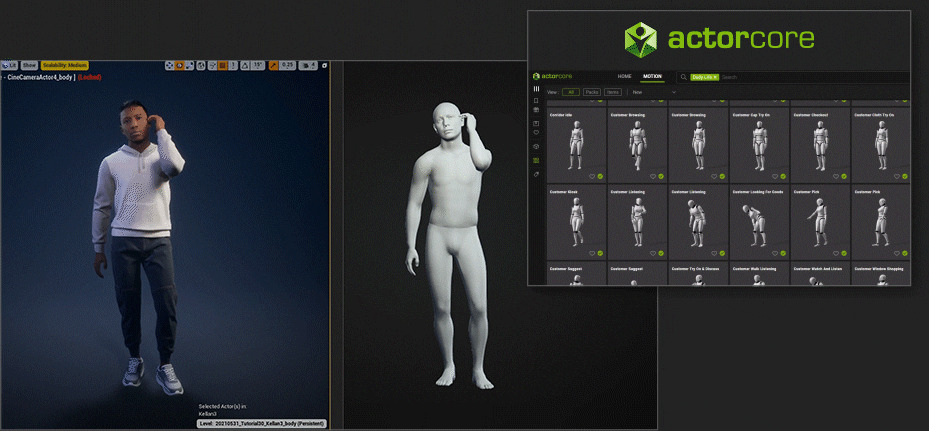 actorcore
Lit Show Scalability: Medium 1 15° 0.25 4
CineCameraActor4_body ]
Selected Actor(s) in:
Kellan3
Level: 20210531_Tutorial30_Kellan3_body (Persistent)
actorcore HOME MOTION Daily-Life × Search
View : All Packs Items New
Corridor Idle Customer Browsing Customer Browsing Customer Cap Try On Customer Checkout Customer Cloth Try On
Customer Kiosk Customer Listening Customer Listening Customer Looking For Goods Customer Pick Customer Pick
Customer Suggest Customer Suggest Customer Try On & Discuss Customer Walk Listening Customer Watch And Listen Customer Window Shopping